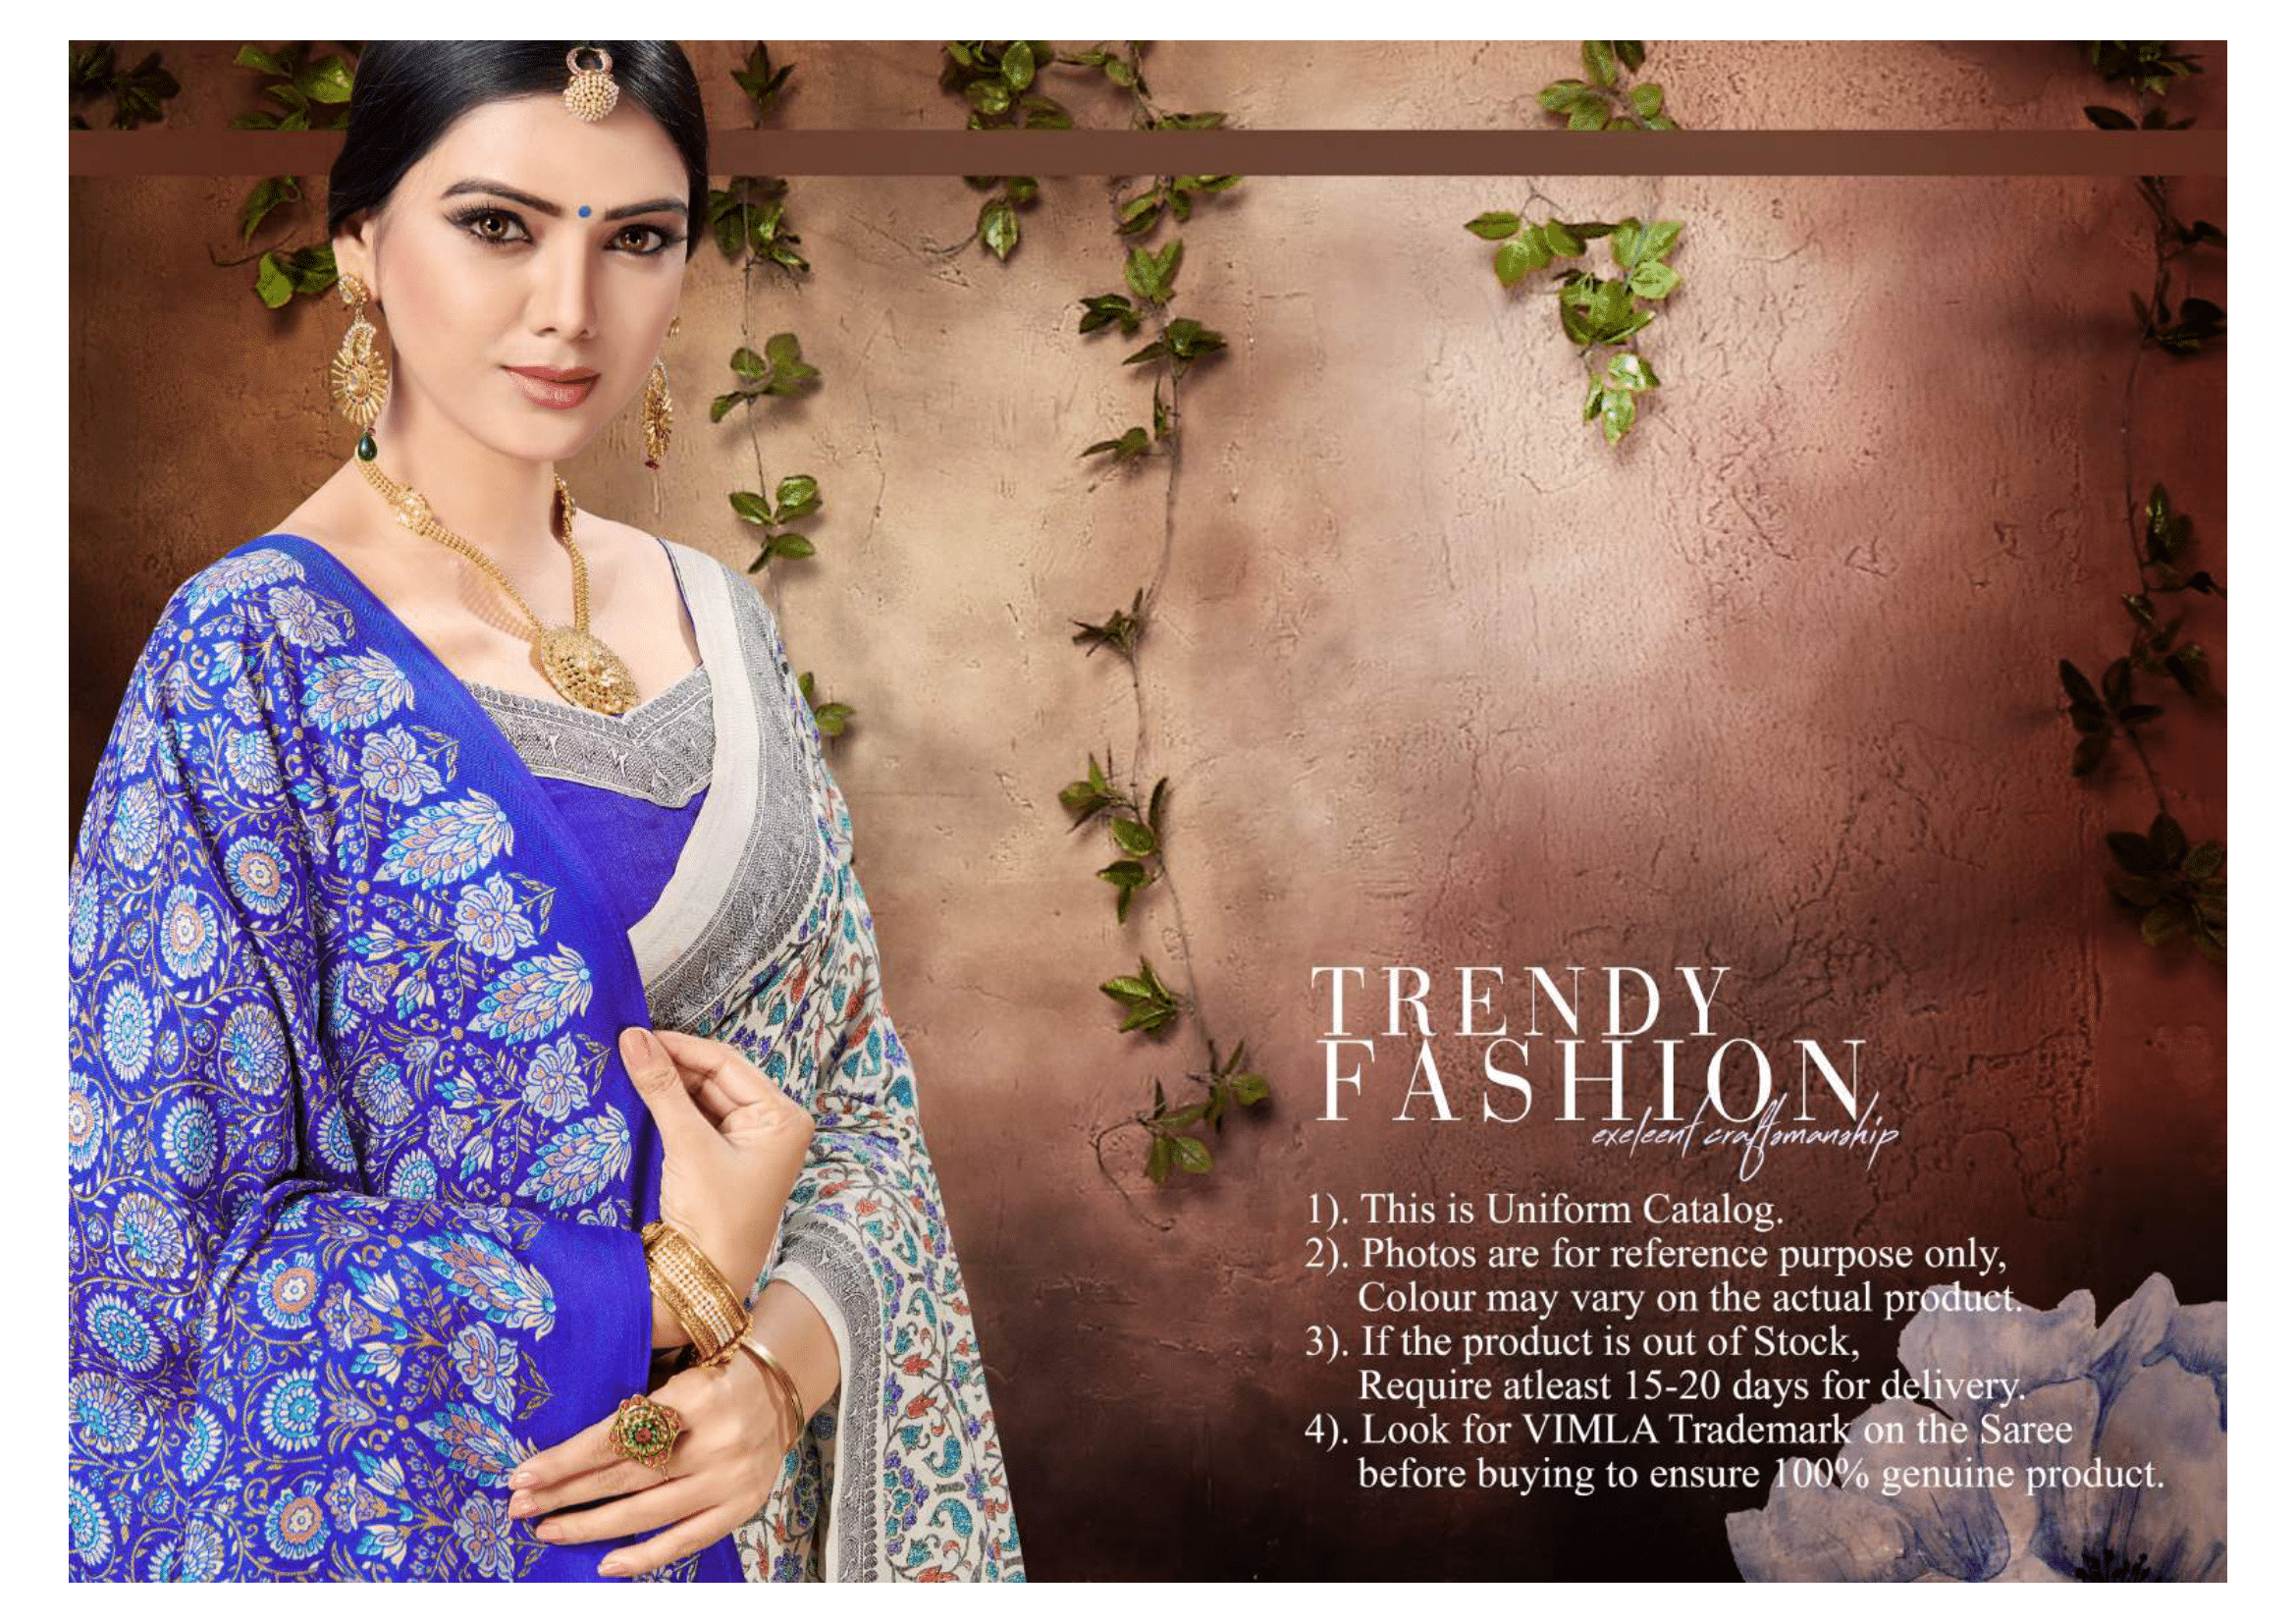 TRENDY
FASHION
exeleent craftsmanship
1). This is Uniform Catalog.
2). Photos are for reference purpose only,
Colour may vary on the actual product.
3). If the product is out of Stock,
Require atleast 15-20 days for delivery.
4). Look for VIMLA Trademark on the Saree
before buying to ensure 100% genuine product.